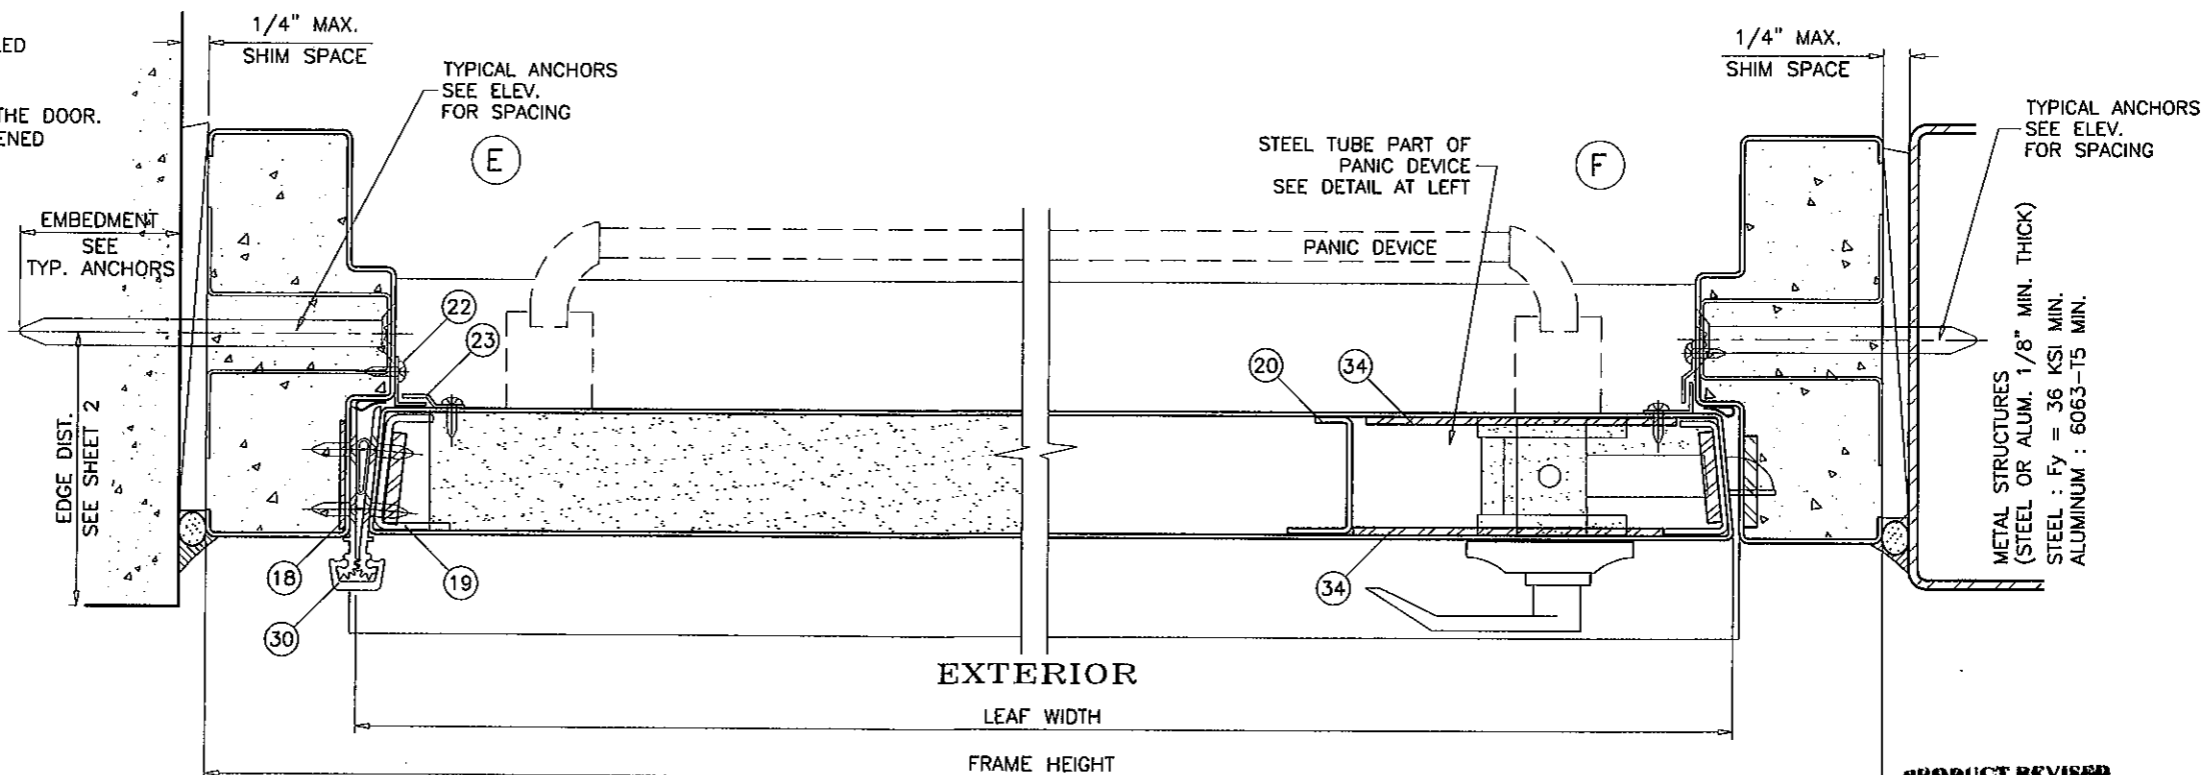 LED
THE DOOR.
ENED
1/4" MAX.
SHIM SPACE
TYPICAL ANCHORS
SEE ELEV.
FOR SPACING
E
EMBEDMENT
SEE
TYP. ANCHORS
EDGE DIST.
SEE SHEET 2
22
23
18
19
30
STEEL TUBE PART OF
PANIC DEVICE
SEE DETAIL AT LEFT
F
PANIC DEVICE
20
34
34
1/4" MAX.
SHIM SPACE
TYPICAL ANCHORS
SEE ELEV.
FOR SPACING
METAL STRUCTURES
(STEEL OR ALUM. 1/8" MIN. THICK)
STEEL : Fy = 36 KSI MIN.
ALUMINUM : 6063-T5 MIN.
EXTERIOR
LEAF WIDTH
FRAME HEIGHT
PRODUCT REVISED